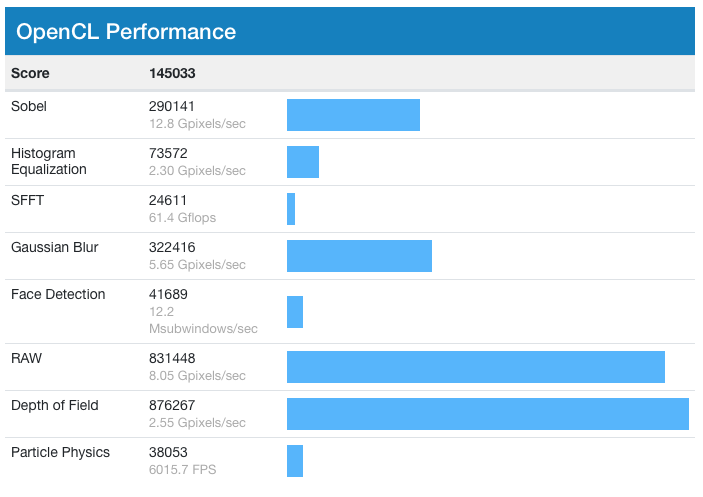 OpenCL Performance
Score 145033
Sobel 290141
12.8 Gpixels/sec
Histogram 73572
Equalization 2.30 Gpixels/sec
SFFT 24611
61.4 Gflops
Gaussian Blur 322416
5.65 Gpixels/sec
Face Detection 41689
12.2
Msubwindows/sec
RAW 831448
8.05 Gpixels/sec
Depth of Field 876267
2.55 Gpixels/sec
Particle Physics 38053
6015.7 FPS